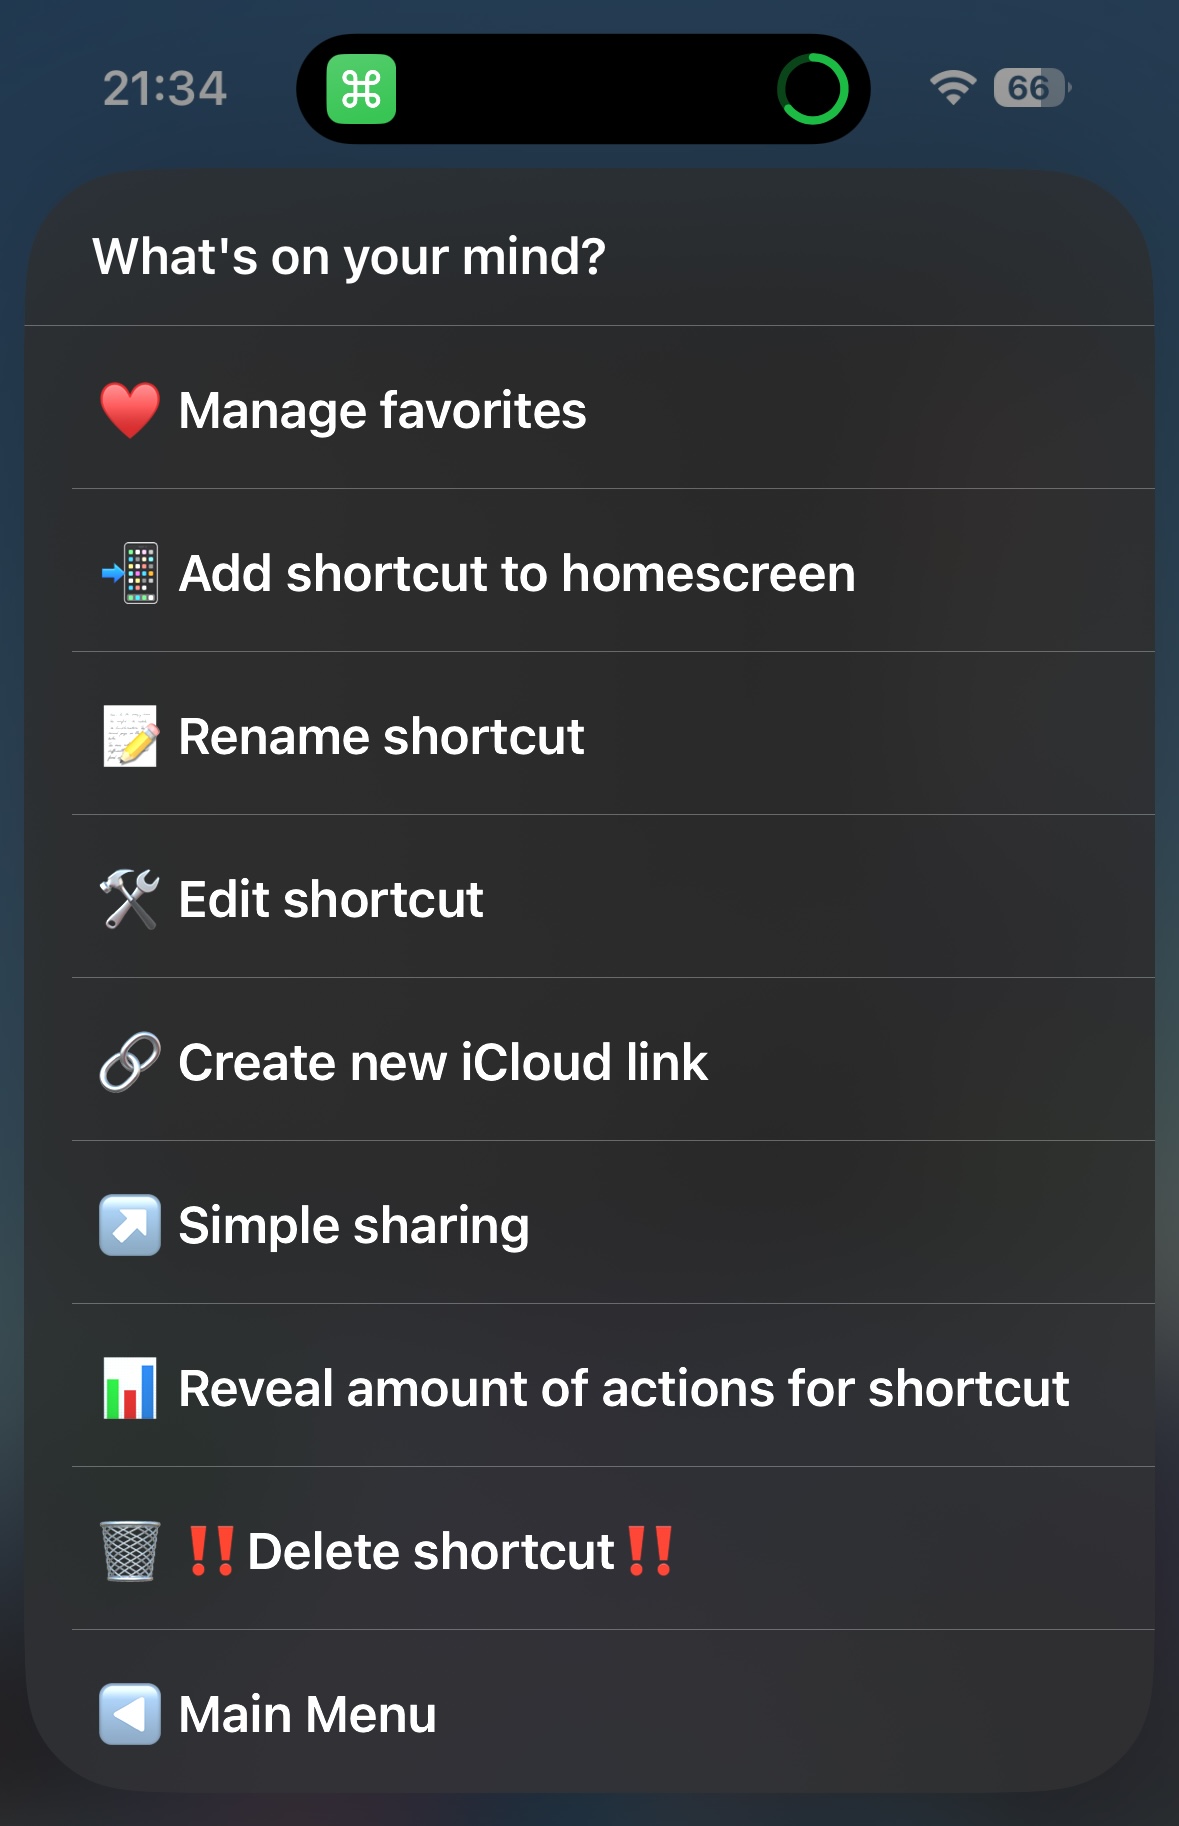 21:34
66
What's on your mind?
♥️ Manage favorites
📲 Add shortcut to homescreen
📝 Rename shortcut
🛠️ Edit shortcut
🔗 Create new iCloud link
↗️ Simple sharing
📊 Reveal amount of actions for shortcut
🗑️ ‼️Delete shortcut‼️
◀️ Main Menu